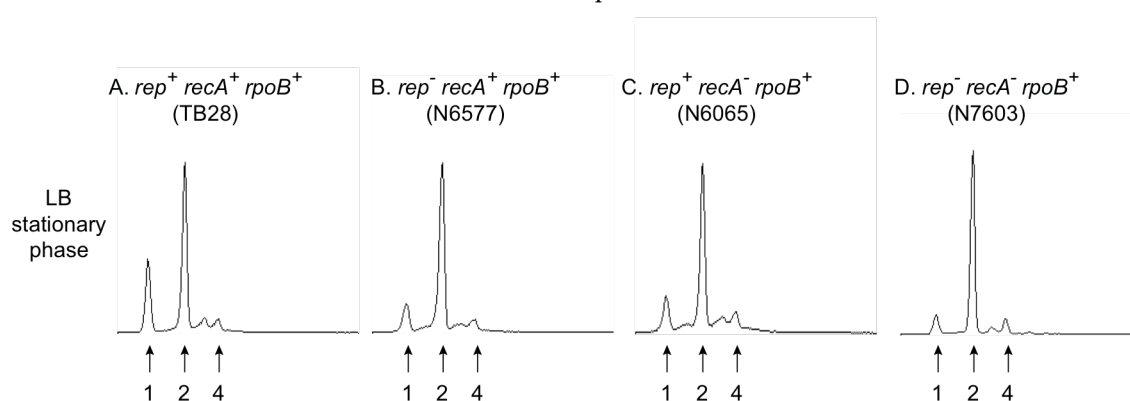 A. rep⁺ recA⁺ rpoB⁺
(TB28)
B. rep⁻ recA⁺ rpoB⁺
(N6577)
C. rep⁺ recA⁻ rpoB⁺
(N6065)
D. rep⁻ recA⁻ rpoB⁺
(N7603)
LB
stationary
phase
1 2 4
1 2 4
1 2 4
1 2 4